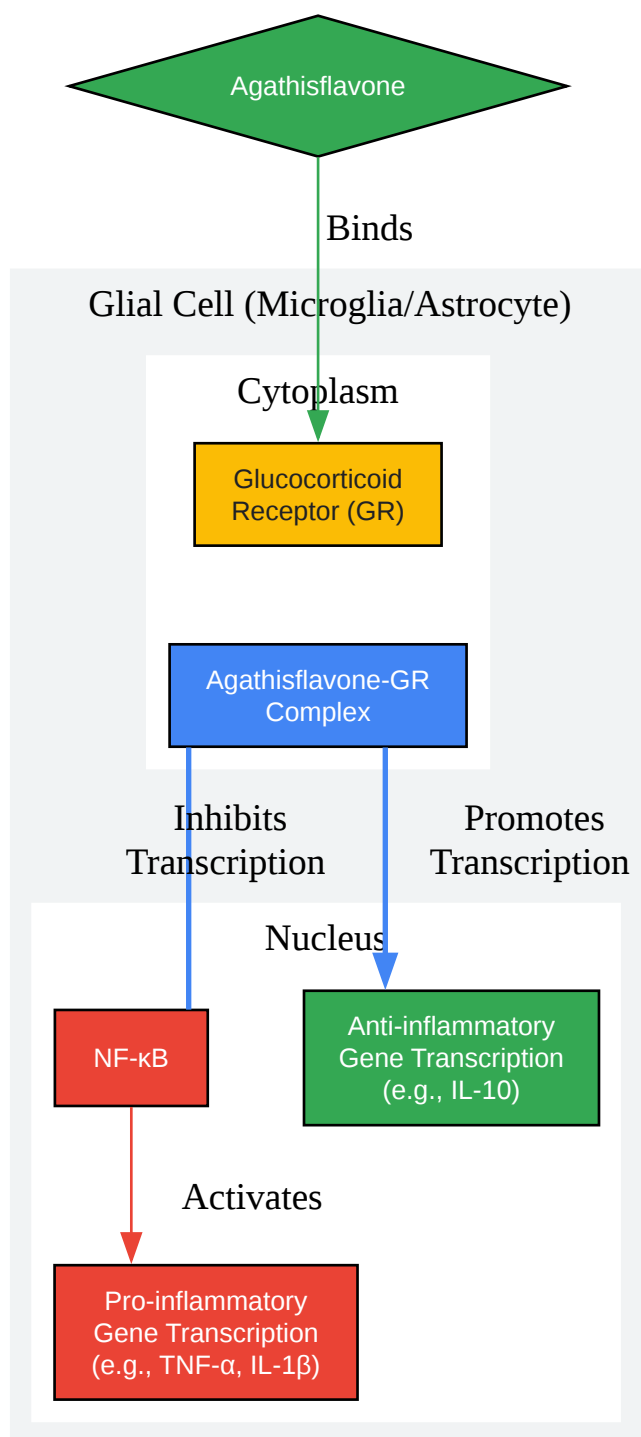 Agathisflavone
Binds
Glial Cell (Microglia/Astrocyte)
Cytoplasm
Glucocorticoid
Receptor (GR)
Agathisflavone-GR
Complex
Inhibits
Transcription
Promotes
Transcription
Nucleus
NF-κB
Anti-inflammatory
Gene Transcription
(e.g., IL-10)
Activates
Pro-inflammatory
Gene Transcription
(e.g., TNF-α, IL-1β)